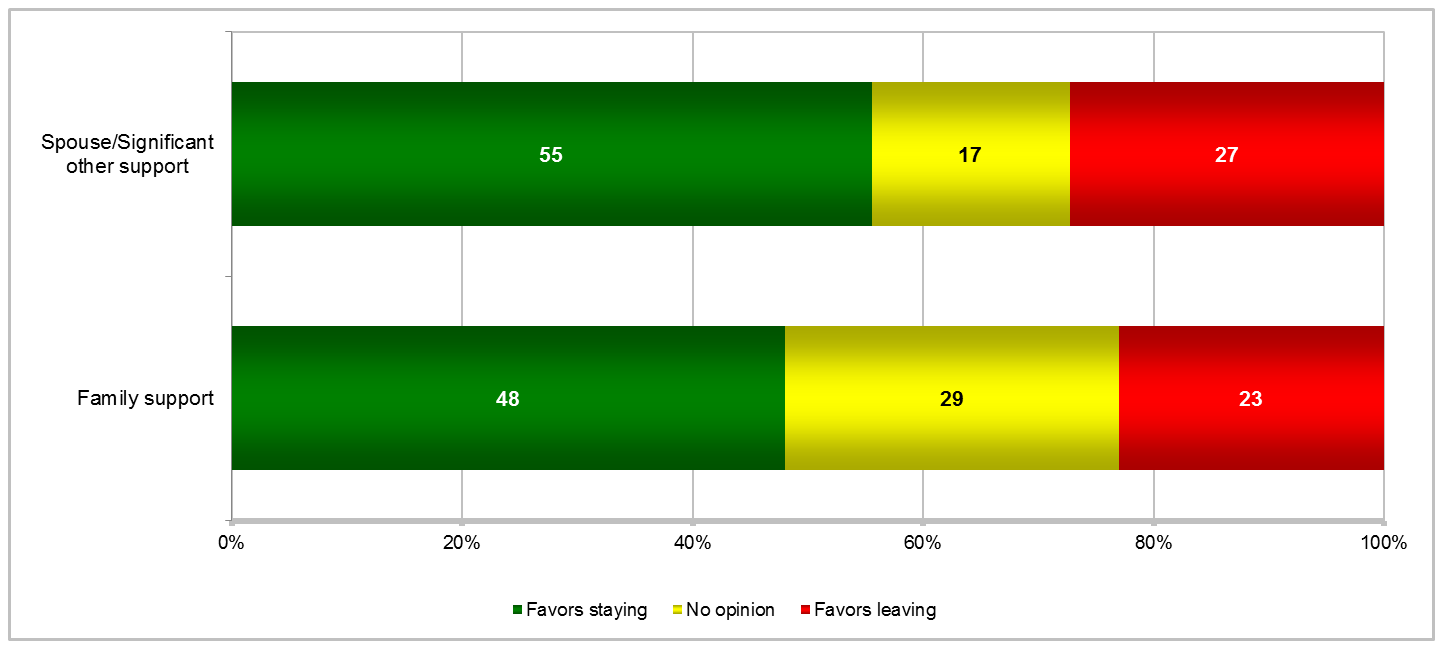 Spouse/Significant
other support
55
17
27
Family support
48
29
23
0%
20%
40%
60%
80%
100%
Favors staying
No opinion
Favors leaving